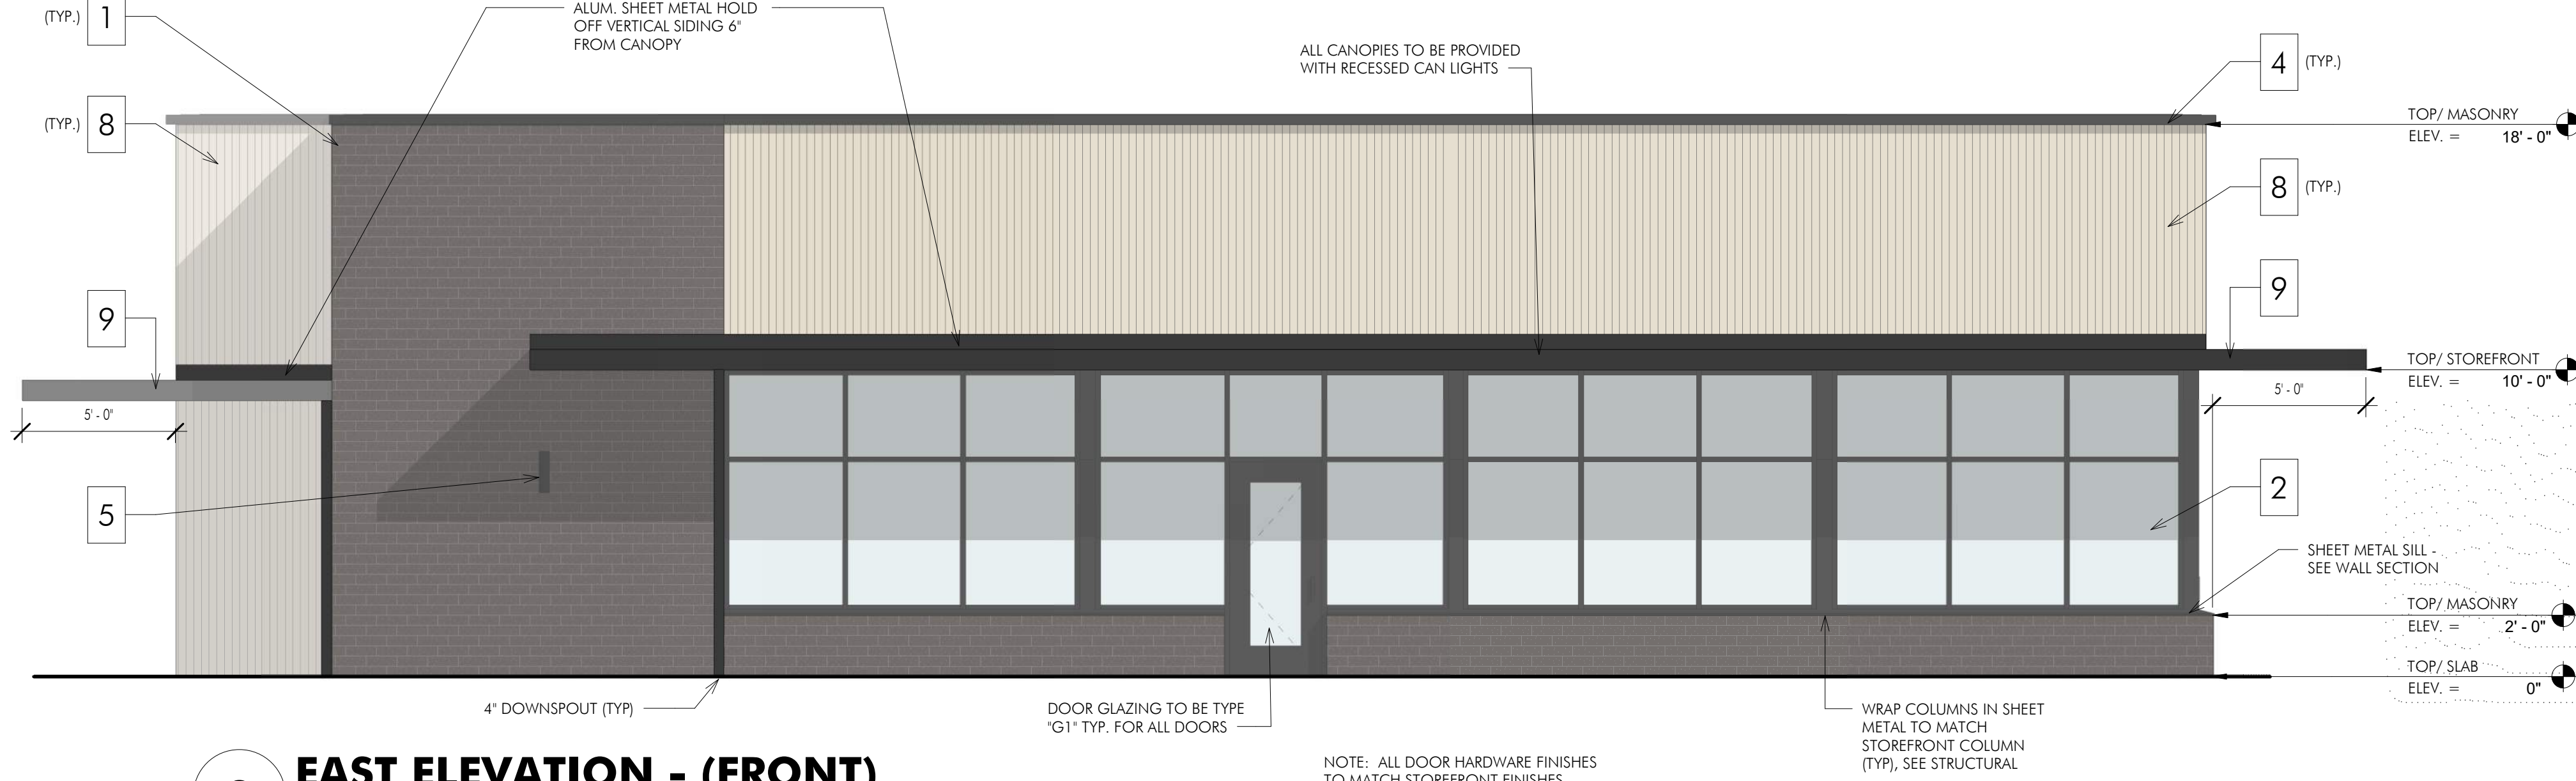 (TYP.) 1
ALUM. SHEET METAL HOLD
OFF VERTICAL SIDING 6"
FROM CANOPY
ALL CANOPIES TO BE PROVIDED
WITH RECESSED CAN LIGHTS
4 (TYP.)
(TYP.) 8
TOP/ MASONRY
ELEV. = 18' - 0"
8 (TYP.)
9
9
TOP/ STOREFRONT
ELEV. = 10' - 0"
5' - 0"
5' - 0"
5
2
SHEET METAL SILL -
SEE WALL SECTION
TOP/ MASONRY
ELEV. = 2' - 0"
TOP/ SLAB
ELEV. = 0"
4" DOWNSPOUT (TYP)
DOOR GLAZING TO BE TYPE
"G1" TYP. FOR ALL DOORS
WRAP COLUMNS IN SHEET
METAL TO MATCH
STOREFRONT COLUMN
(TYP), SEE STRUCTURAL
EAST ELEVATION - (FRONT)
NOTE: ALL DOOR HARDWARE FINISHES
TO MATCH STOREFRONT FINISHES